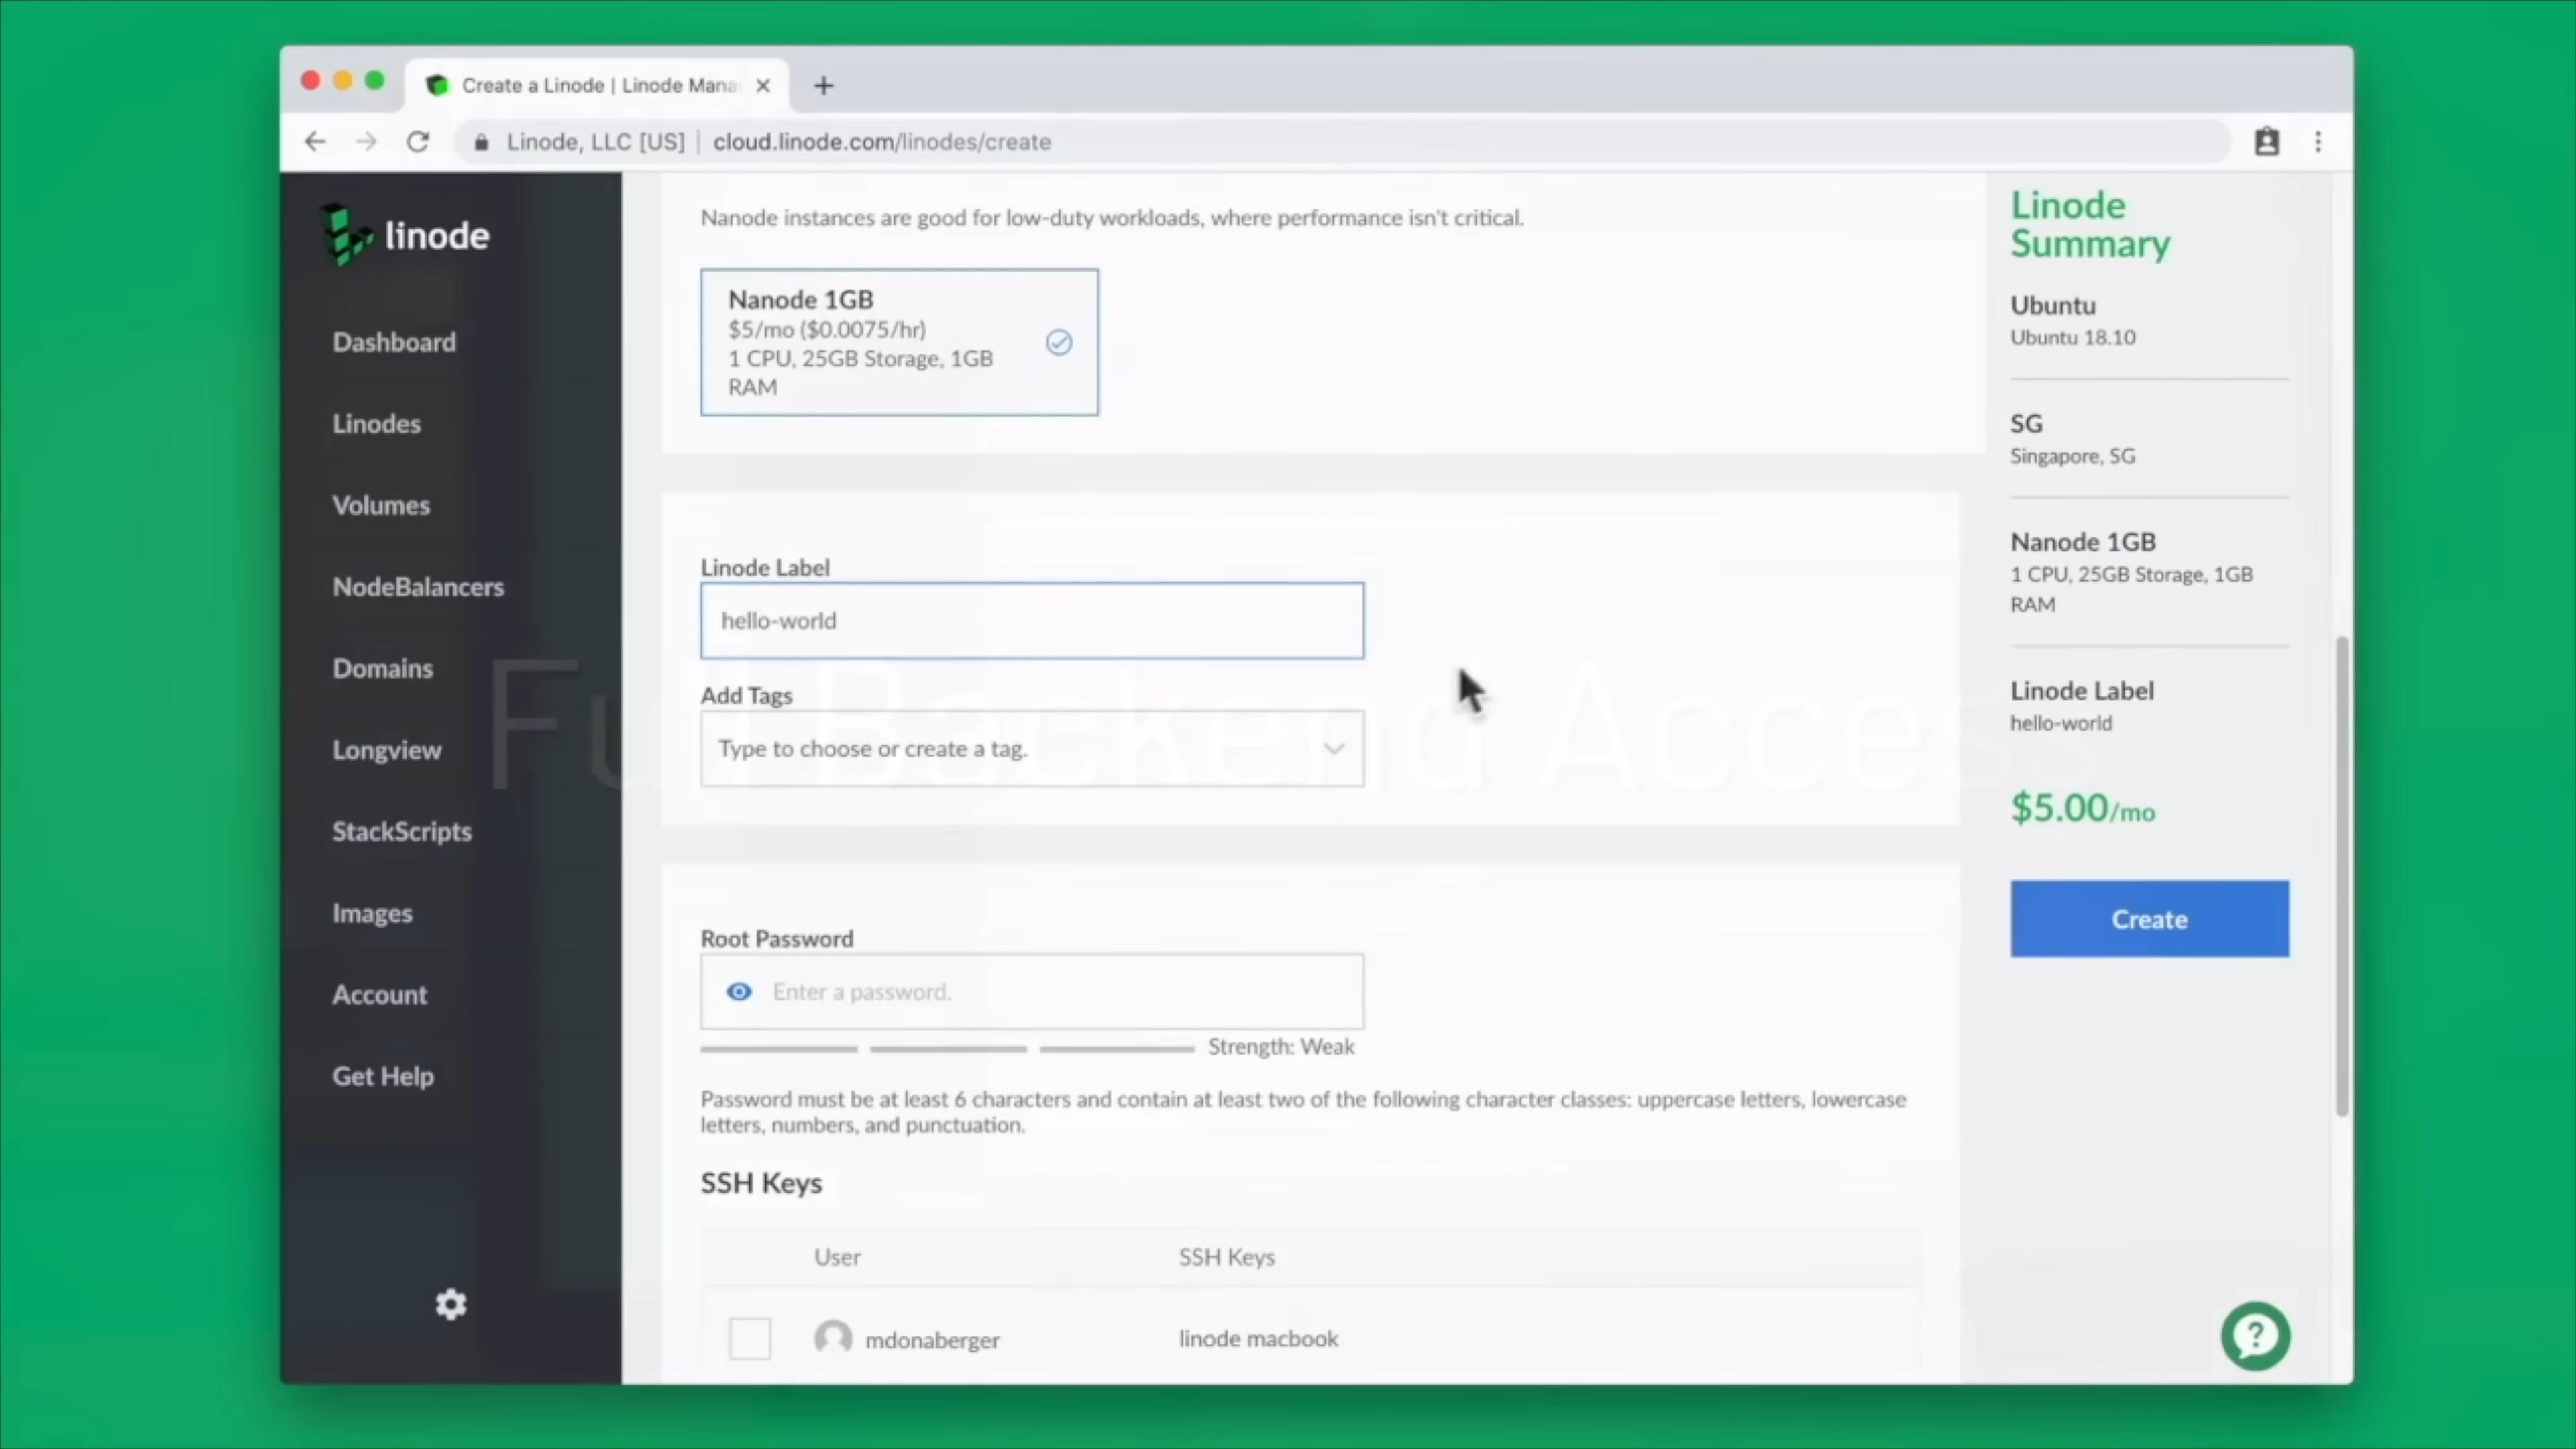 Create a Linode | Linode Mana
Linode, LLC [US] | cloud.linode.com/linodes/create
linode
Dashboard
Linodes
Volumes
NodeBalancers
Domains
Longview
StackScripts
Images
Account
Get Help
Nanode instances are good for low-duty workloads, where performance isn't critical.
Nanode 1GB
$5/mo ($0.0075/hr)
1 CPU, 25GB Storage, 1GB
RAM
Linode Label
hello-world
Add Tags
Type to choose or create a tag.
Full Backend Access
Root Password
Enter a password.
Strength: Weak
Password must be at least 6 characters and contain at least two of the following character classes: uppercase letters, lowercase
letters, numbers, and punctuation.
SSH Keys
User SSH Keys
mdonaberger linode macbook
Linode
Summary
Ubuntu
Ubuntu 18.10
SG
Singapore, SG
Nanode 1GB
1 CPU, 25GB Storage, 1GB
RAM
Linode Label
hello-world
$5.00/mo
Create